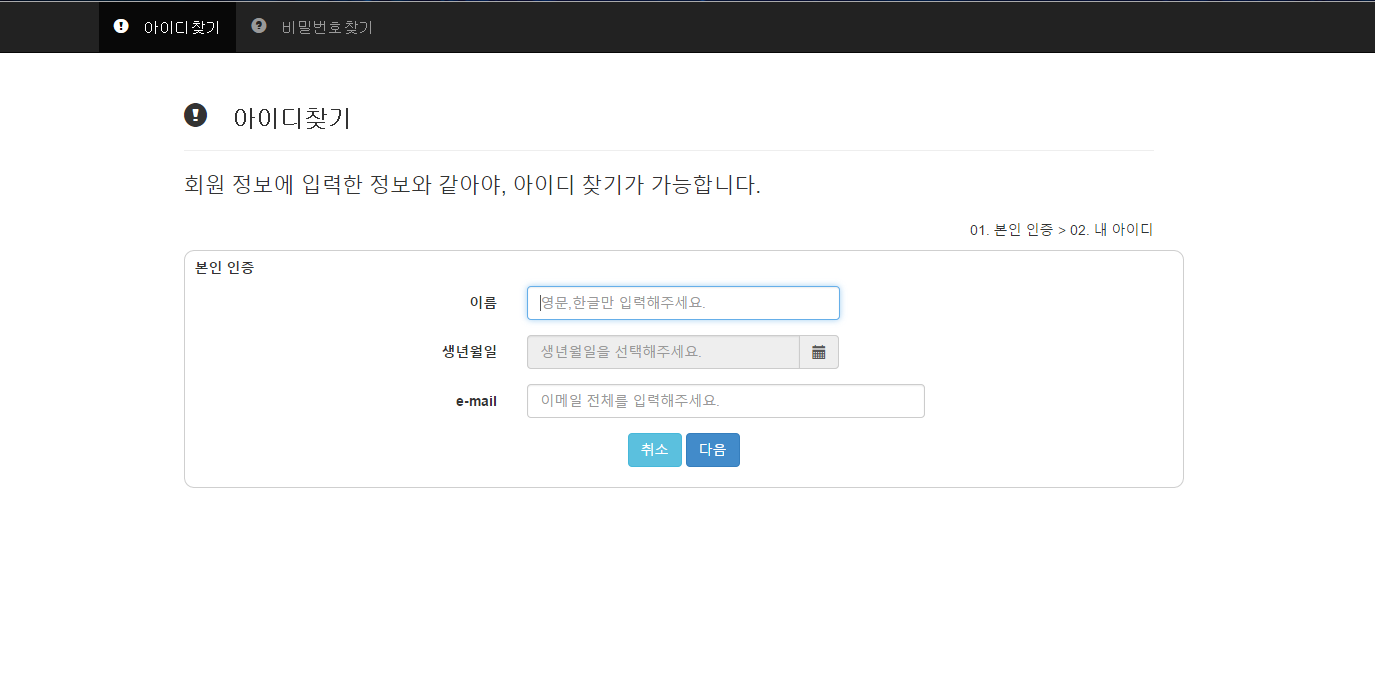 아이디찾기 비밀번호찾기
아이디찾기
회원 정보에 입력한 정보와 같아야, 아이디 찾기가 가능합니다.
01. 본인 인증 > 02. 내 아이디
본인 인증
이름 영문,한글만 입력해주세요.
생년월일 생년월일을 선택해주세요.
e-mail 이메일 전체를 입력해주세요.
취소 다음